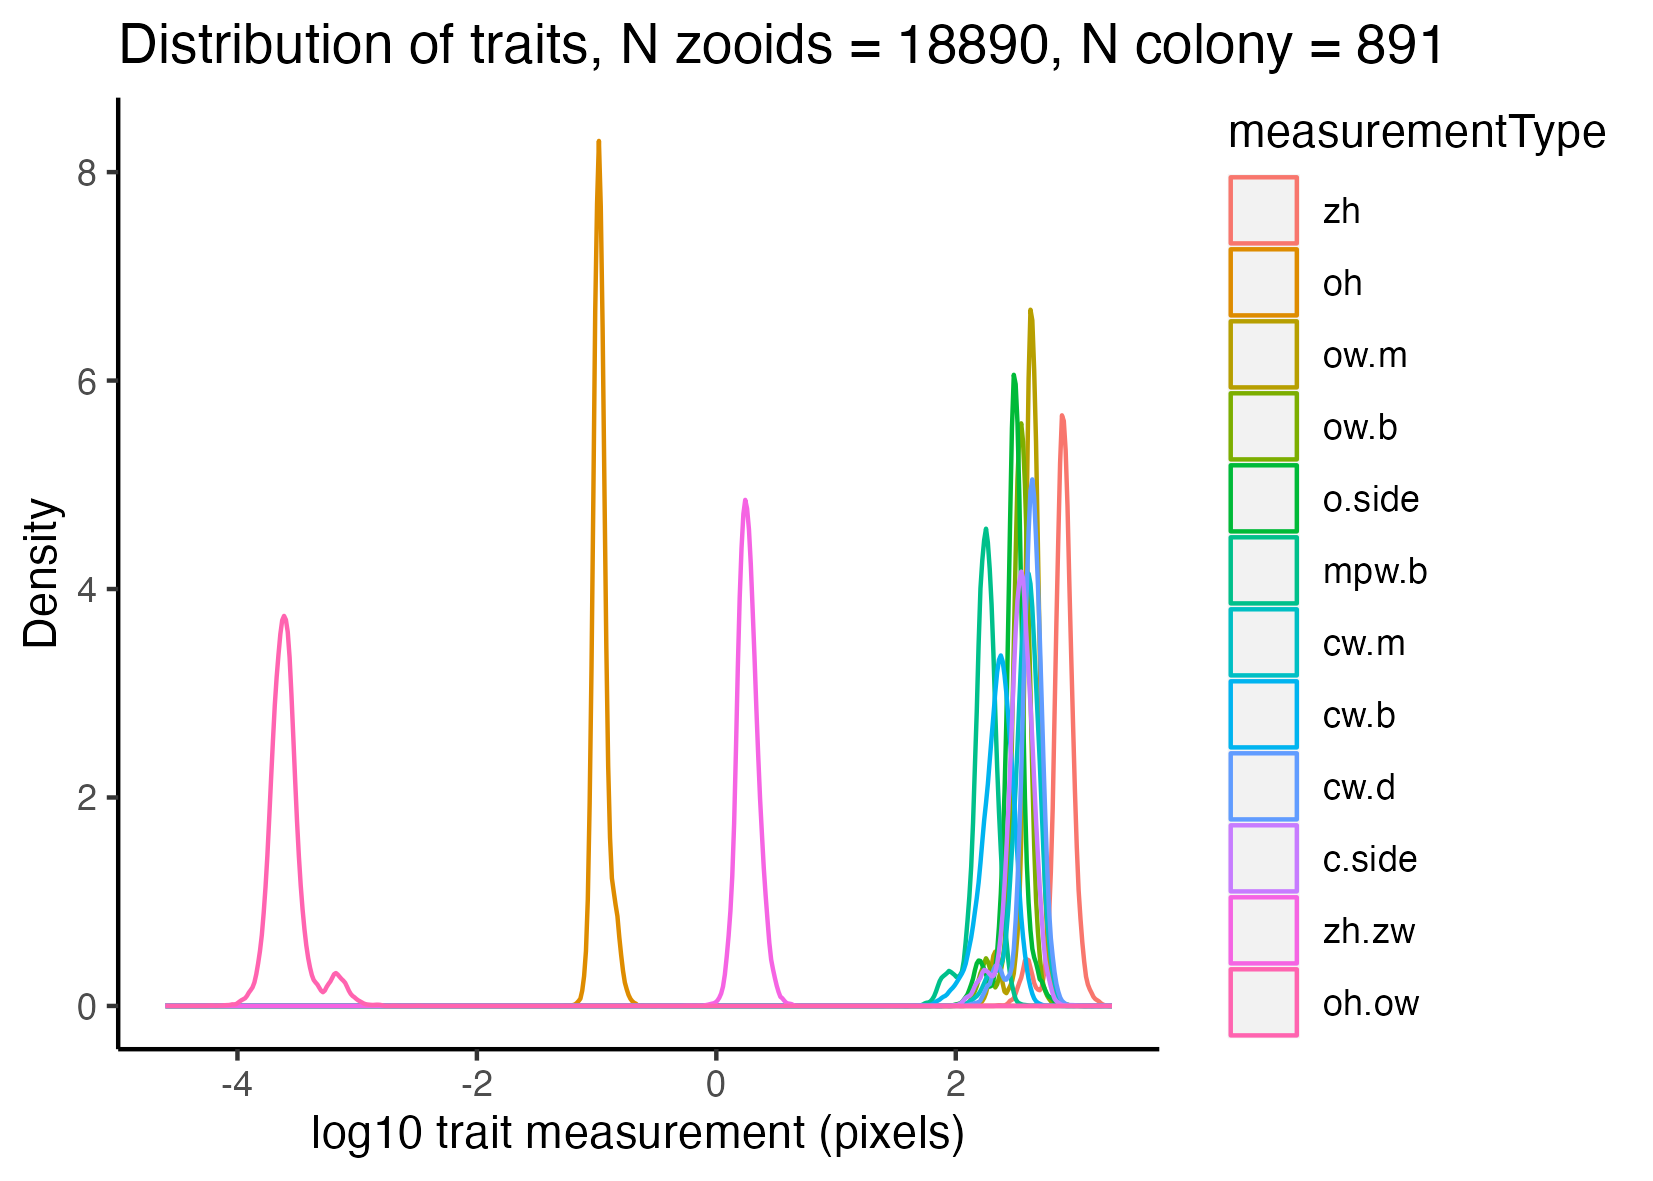 Distribution of traits, N zooids = 18890, N colony = 891
measurementType
zh
oh
ow.m
ow.b
o.side
mpw.b
cw.m
cw.b
cw.d
c.side
zh.zw
oh.ow
Density
8
6
4
2
0
-4
-2
0
2
log10 trait measurement (pixels)